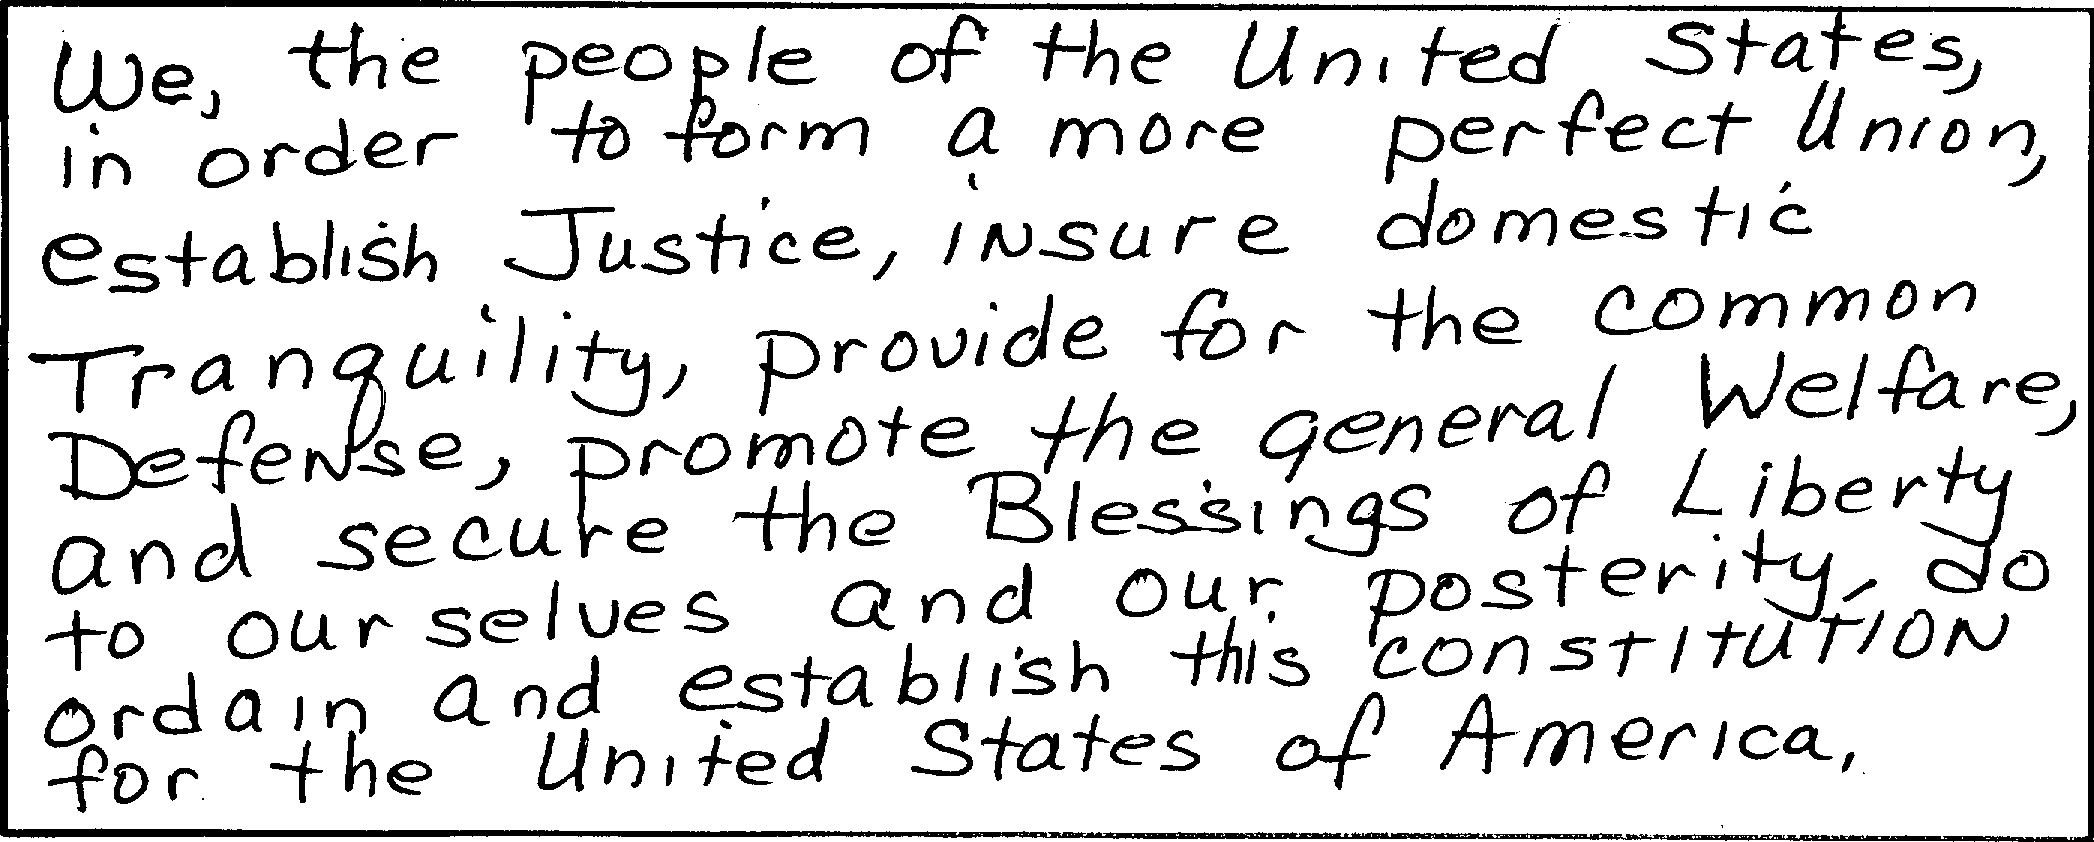 We, the people of the United States,
in order to form a more perfect Union,
establish Justice, insure domestic
Tranquility, provide for the common
Defense, promote the general Welfare,
and secure the Blessings of Liberty
to ourselves and our posterity, do
ordain and establish this constitution
for the United States of America.